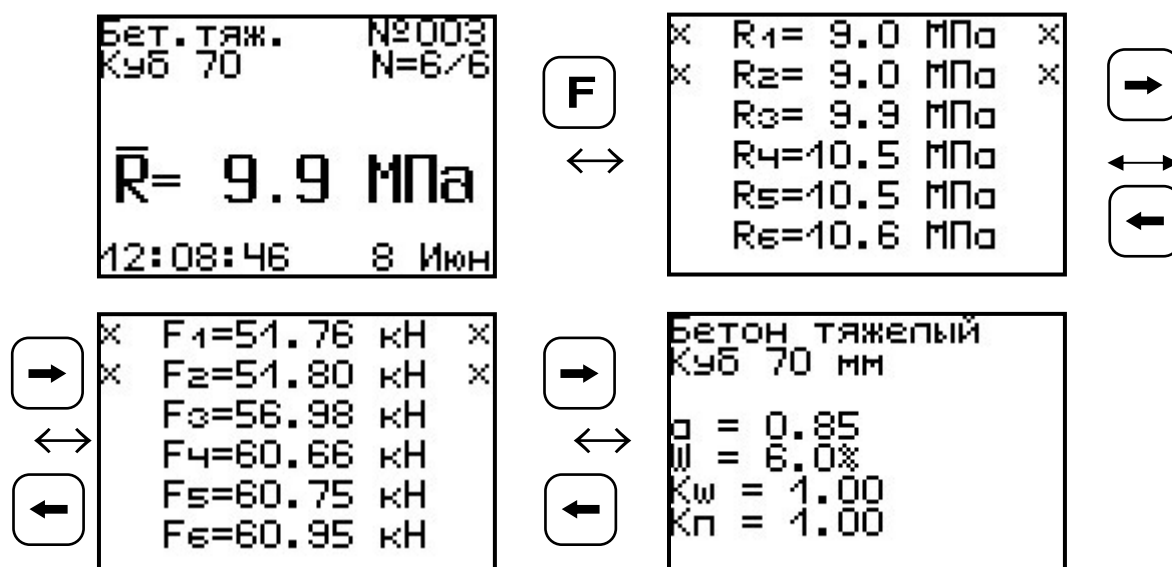 Бет.тяж. №003
Куб 70 N=6/6
R̅= 9.9 МПа
12:08:46 8 Июн
F
× R1= 9.0 МПа ×
× R2= 9.0 МПа ×
R3= 9.9 МПа
R4=10.5 МПа
R5=10.5 МПа
R6=10.6 МПа
× F1=51.76 кН ×
× F2=51.80 кН ×
F3=56.98 кН
F4=60.66 кН
F5=60.75 кН
F6=60.95 кН
Бетон тяжелый
Куб 70 мм
a = 0.85
W = 6.0%
Kw = 1.00
Kп = 1.00